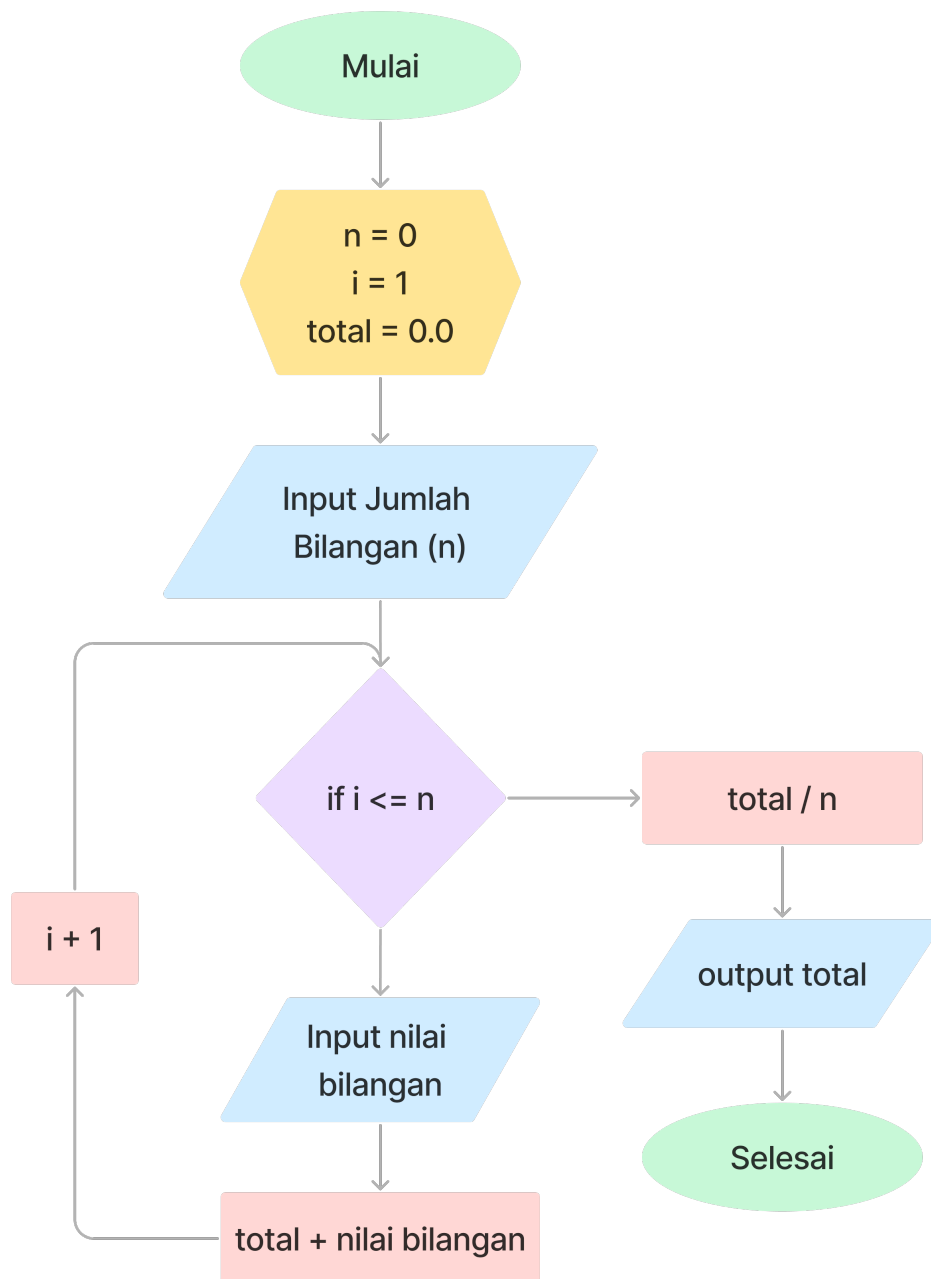 Mulai
n = 0
i = 1
total = 0.0
Input Jumlah
Bilangan (n)
if i <= n
total / n
i + 1
output total
Input nilai
bilangan
Selesai
total + nilai bilangan